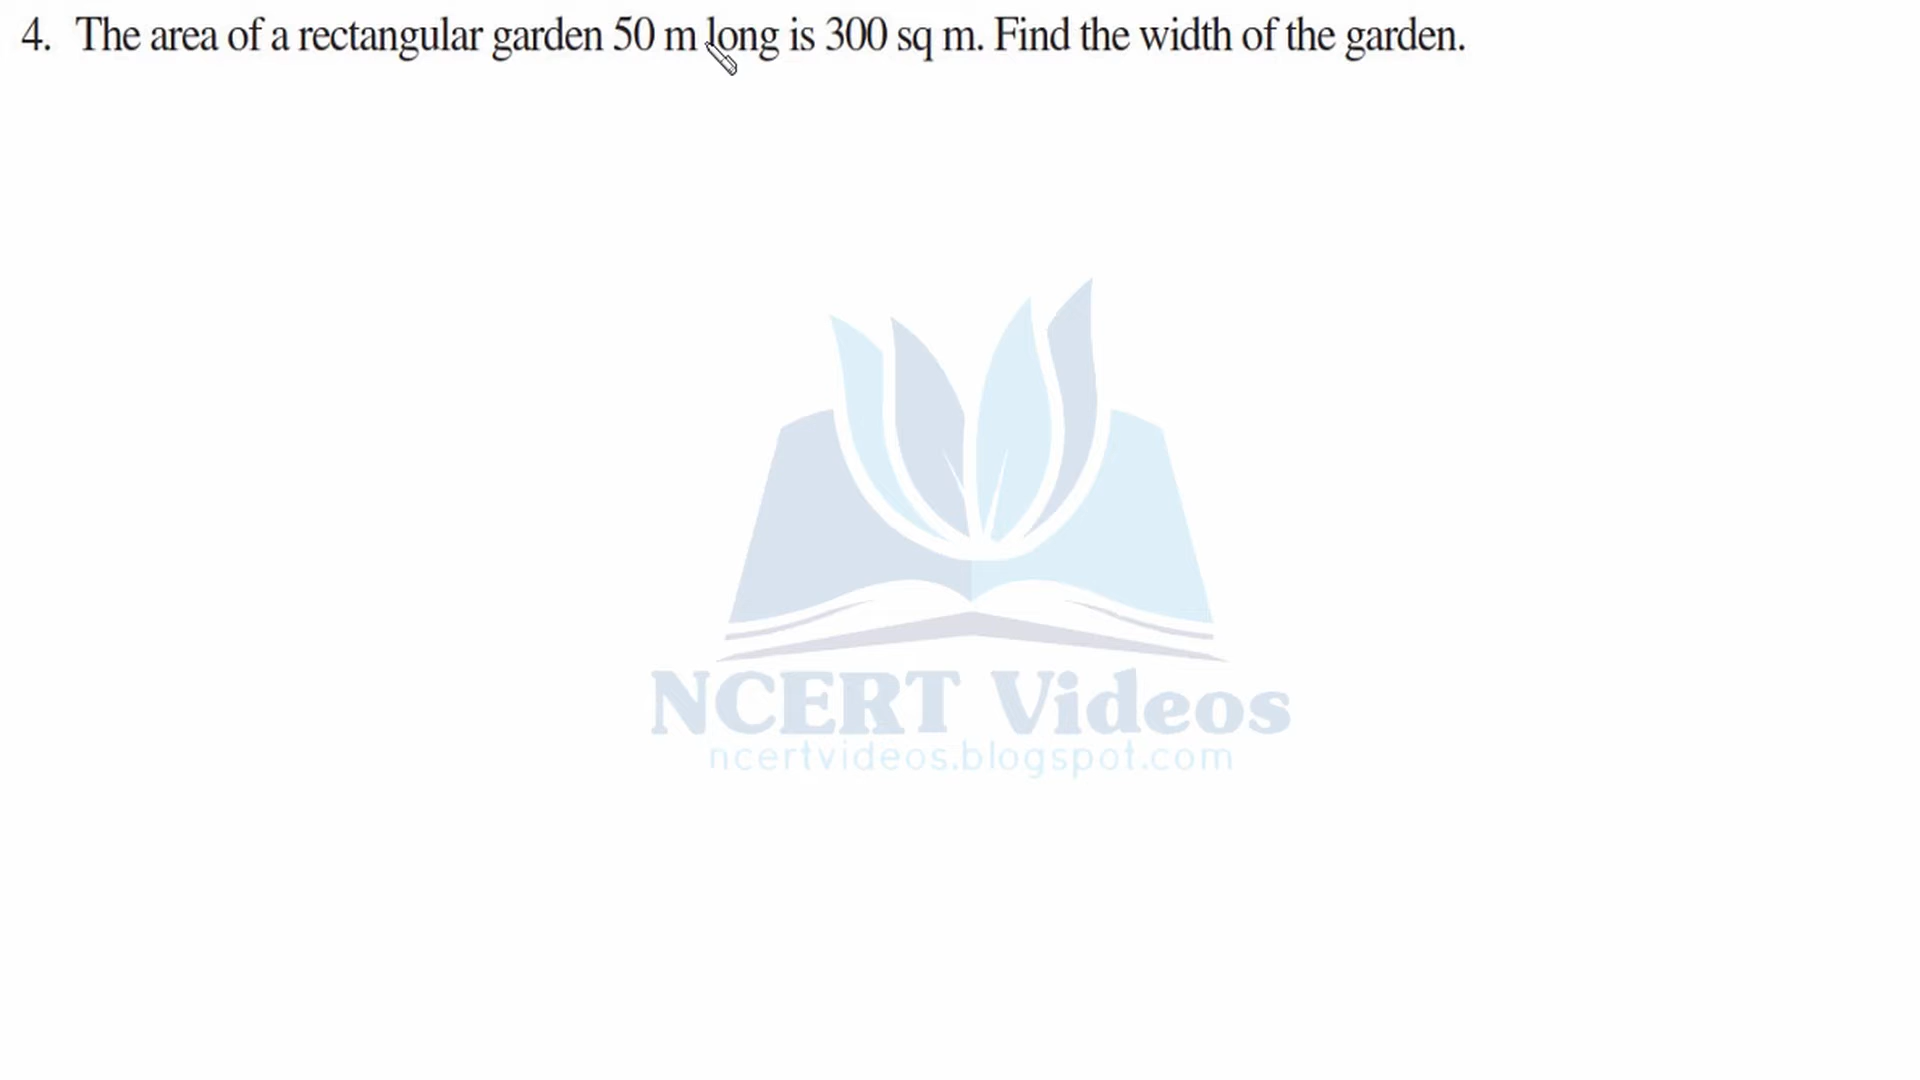 4. The area of a rectangular garden 50 m long is 300 sq m. Find the width of the garden.
NCERT Videos
ncertvideos.blogspot.com